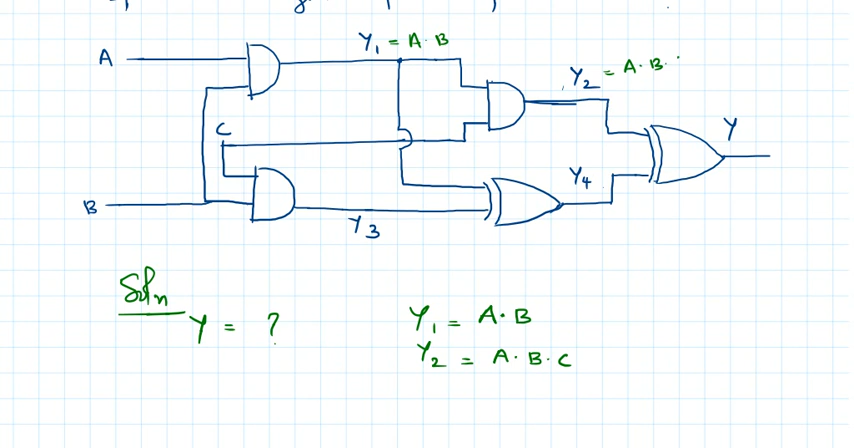 Y₁ = A · B
A
Y₂ = A · B ·
C
Y
B
Y₄
Y₃
Soln
Y = ?
Y₁ = A · B
Y₂ = A · B · C